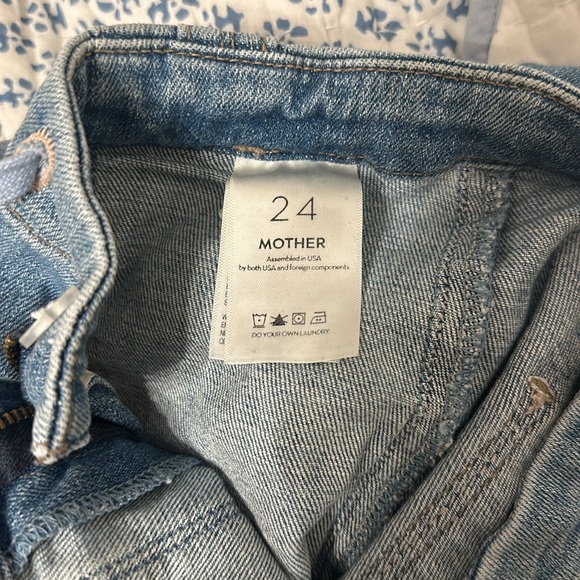 24
MOTHER
Assembled in USA
by both USA and foreign components
DO YOUR OWN LAUNDRY